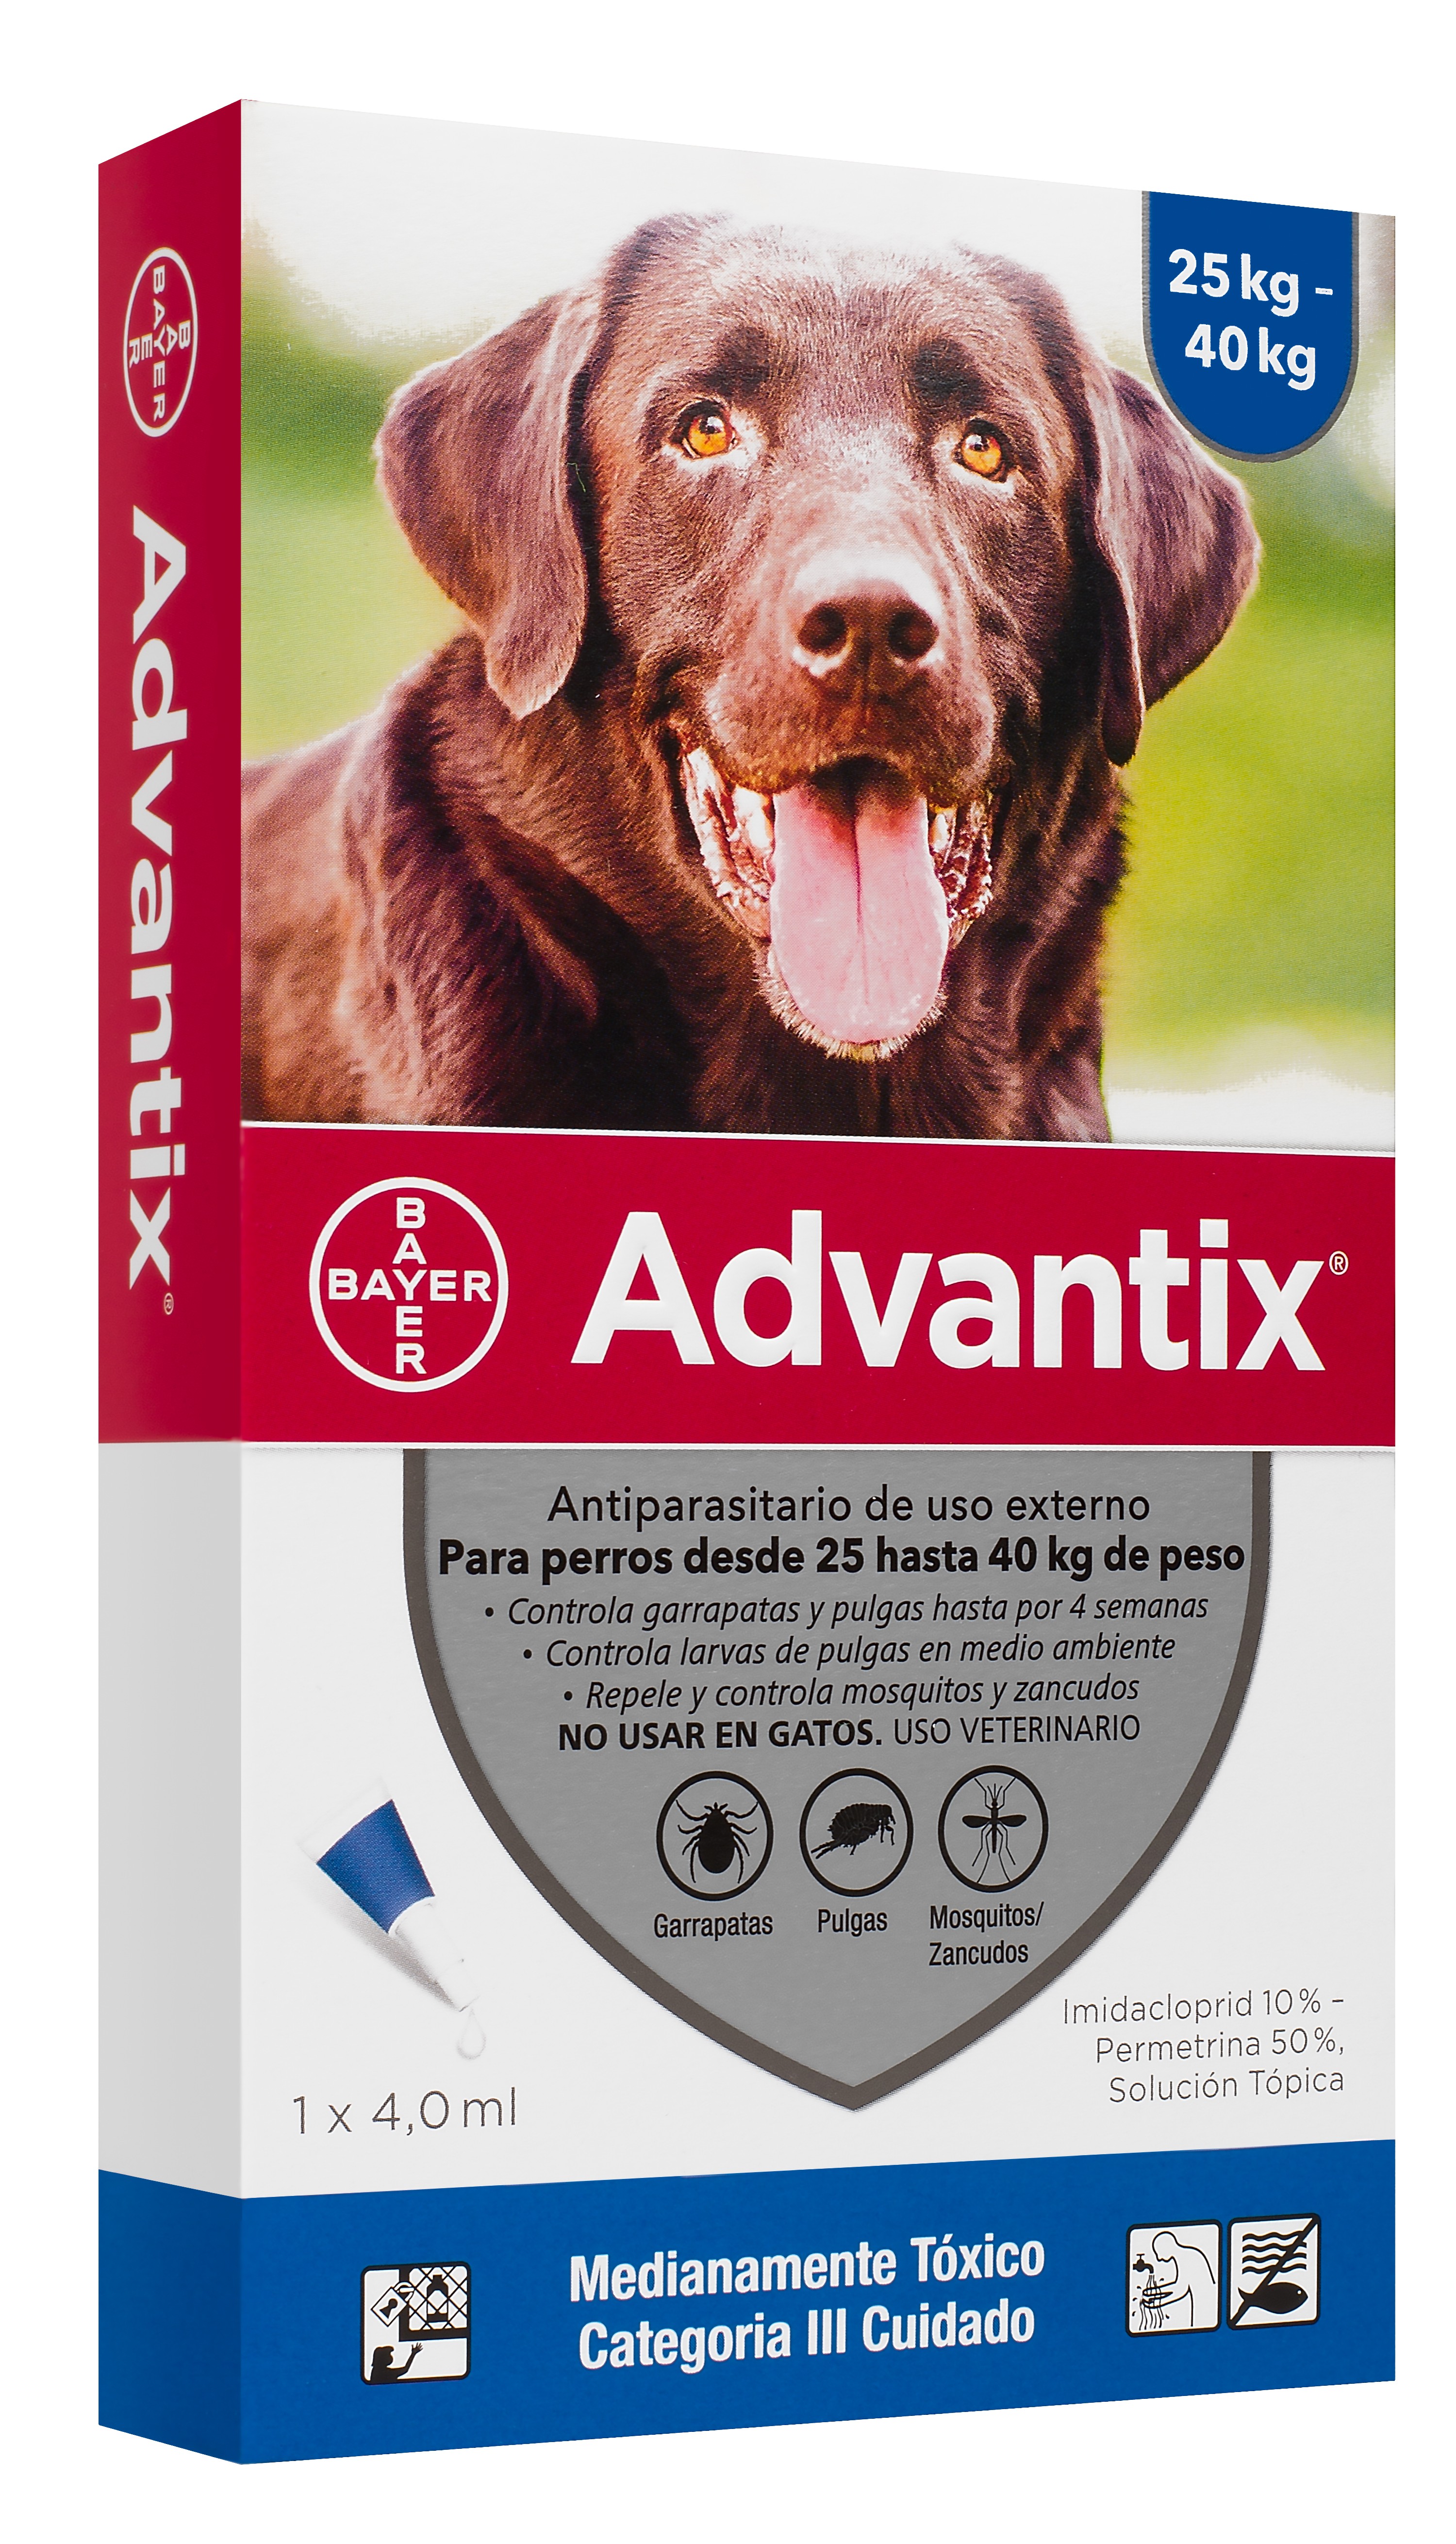 BAYER
BAYER
Advantix®
25 kg -
40 kg
BAYER
BAYER
Advantix®
Antiparasitario de uso externo
Para perros desde 25 hasta 40 kg de peso
• Controla garrapatas y pulgas hasta por 4 semanas
• Controla larvas de pulgas en medio ambiente
• Repele y controla mosquitos y zancudos
NO USAR EN GATOS. USO VETERINARIO
Garrapatas
Pulgas
Mosquitos/
Zancudos
Imidacloprid 10% -
Permetrina 50%,
Solución Tópica
1 x 4,0 ml
Medianamente Tóxico
Categoria III Cuidado